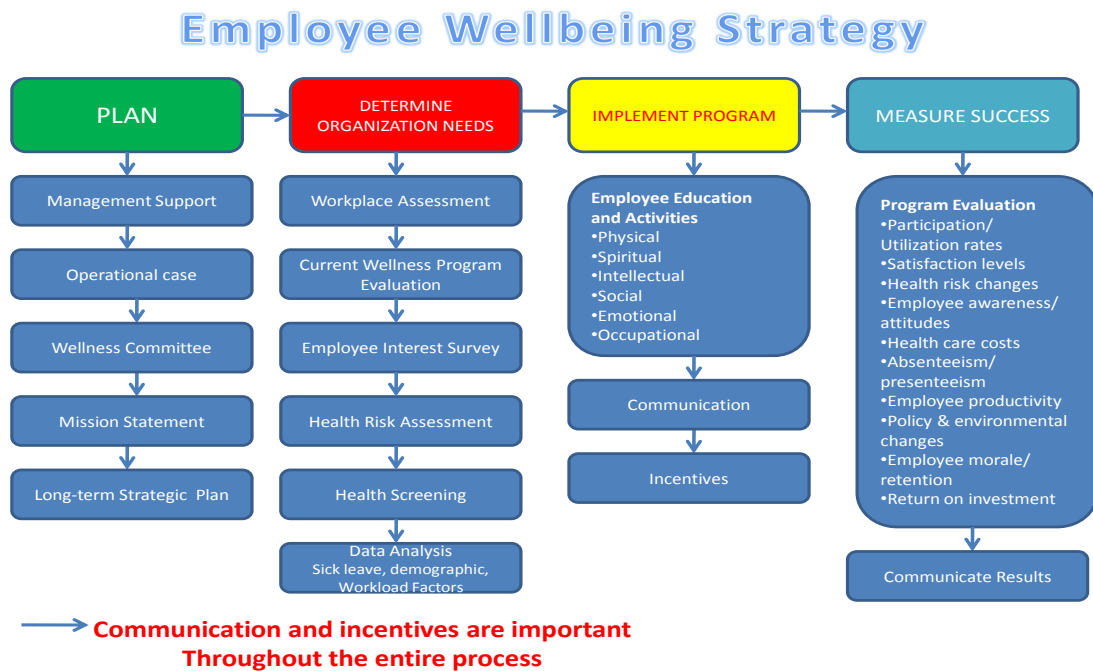 Employee Wellbeing Strategy
PLAN
Management Support
Operational case
Wellness Committee
Mission Statement
Long-term Strategic Plan
DETERMINE
ORGANIZATION NEEDS
Workplace Assessment
Current Wellness Program
Evaluation
Employee Interest Survey
Health Risk Assessment
Health Screening
Data Analysis
Sick leave, demographic,
Workload Factors
IMPLEMENT PROGRAM
Employee Education
and Activities
•Physical
•Spiritual
•Intellectual
•Social
•Emotional
•Occupational
Communication
Incentives
MEASURE SUCCESS
Program Evaluation
•Participation/
Utilization rates
•Satisfaction levels
•Health risk changes
•Employee awareness/
attitudes
•Health care costs
•Absenteeism/
presenteeism
•Employee productivity
•Policy & environmental
changes
•Employee morale/
retention
•Return on investment
Communicate Results
Communication and incentives are important
Throughout the entire process